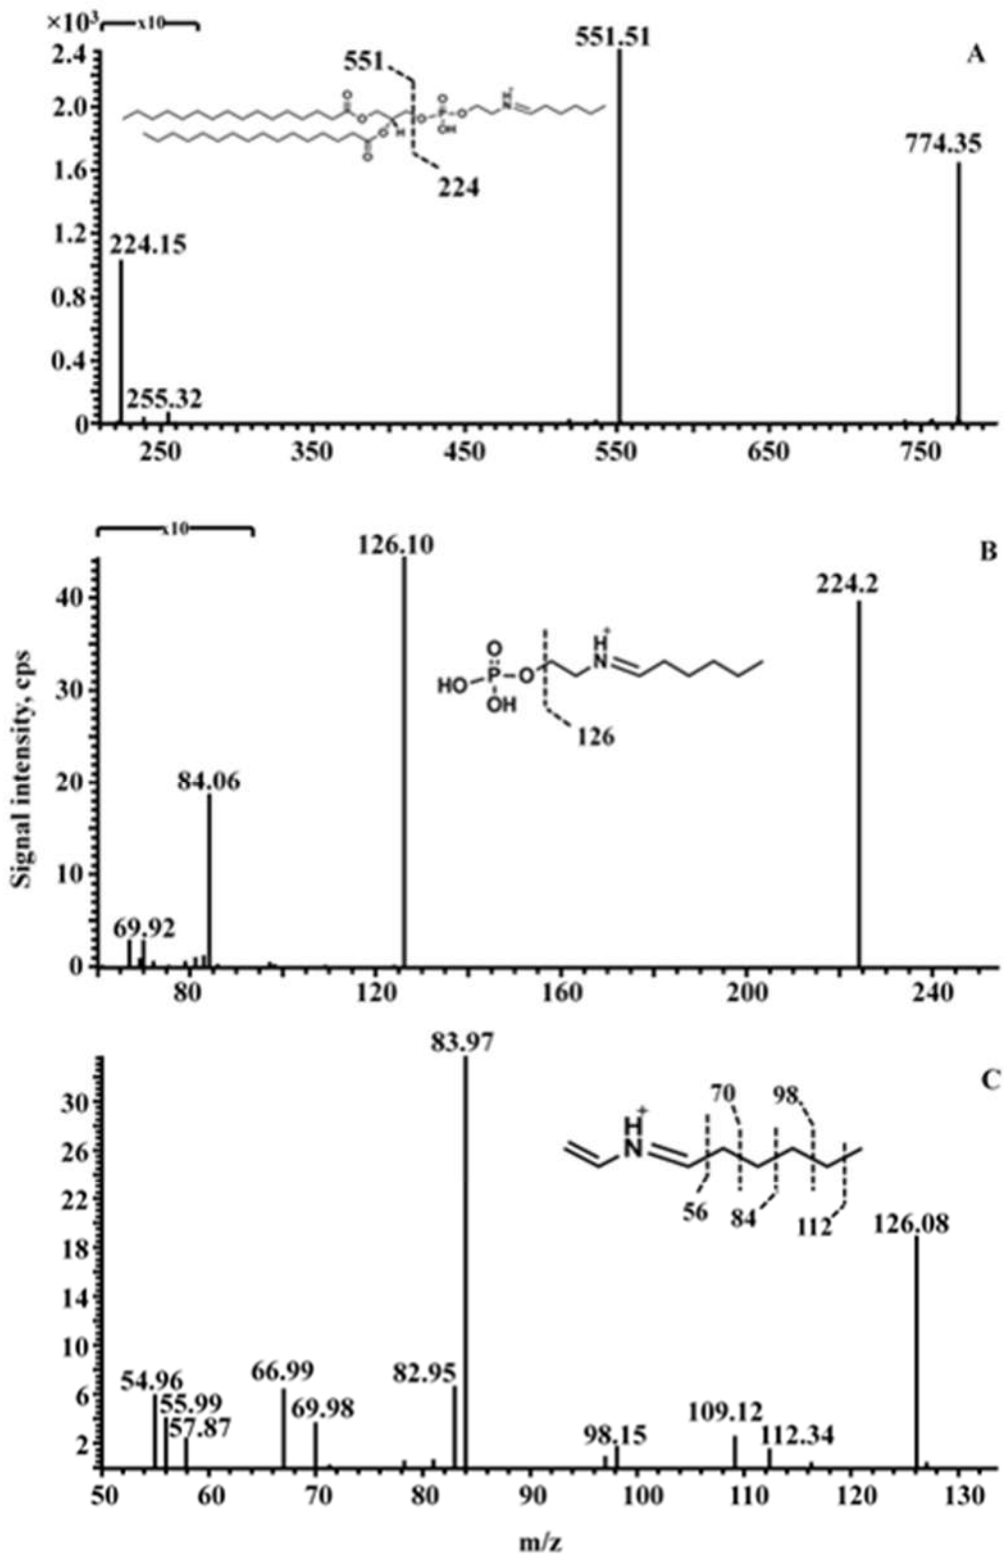 ×10³
x10
A
551.51
2.4
551
2.0
O
O
P
O
OH
O
H
O
O
774.35
1.6
224
1.2
224.15
0.8
0.4
255.32
0
250 350 450 550 650 750
x10
B
126.10
224.2
40
O
H
+
HO
P
O
N
OH
30
126
84.06
20
10
69.92
0
80 120 160 200 240
Signal intensity, cps
83.97
C
30
70
98
H
+
N
26
56
84
112
22
126.08
18
14
10
54.96
66.99
82.95
55.99
69.98
6
57.87
109.12
98.15
112.34
2
50 60 70 80 90 100 110 120 130
m/z